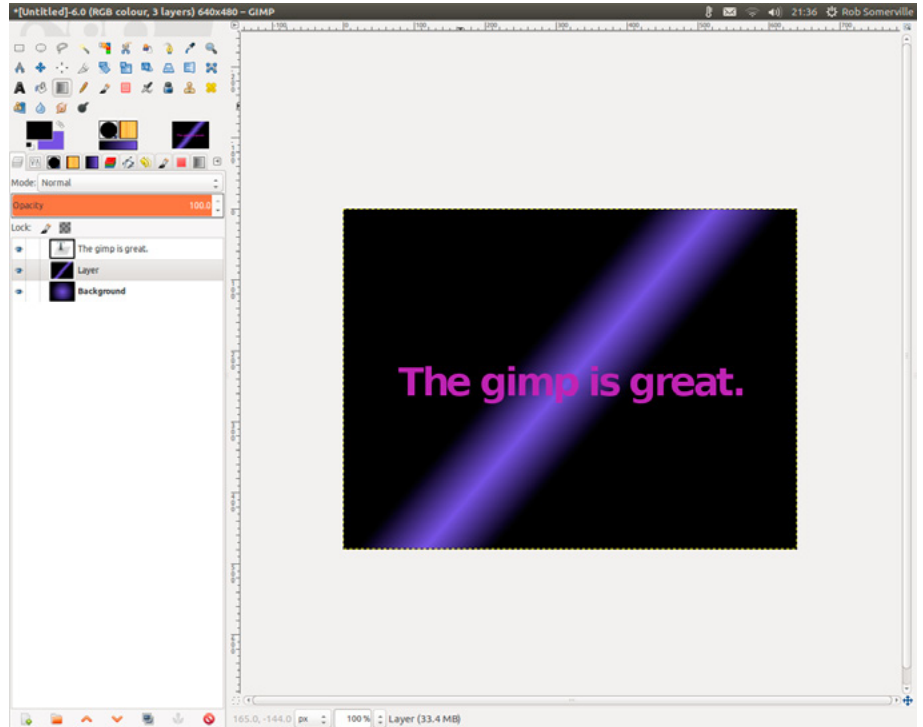 *[Untitled]-6.0 (RGB colour, 3 layers) 640x480 – GIMP
21:36 Rob Somerville
Mode: Normal
Opacity 100.0
Lock:
The gimp is great.
Layer
Background
The gimp is great.
165.0, -144.0 px 100 % Layer (33.4 MB)